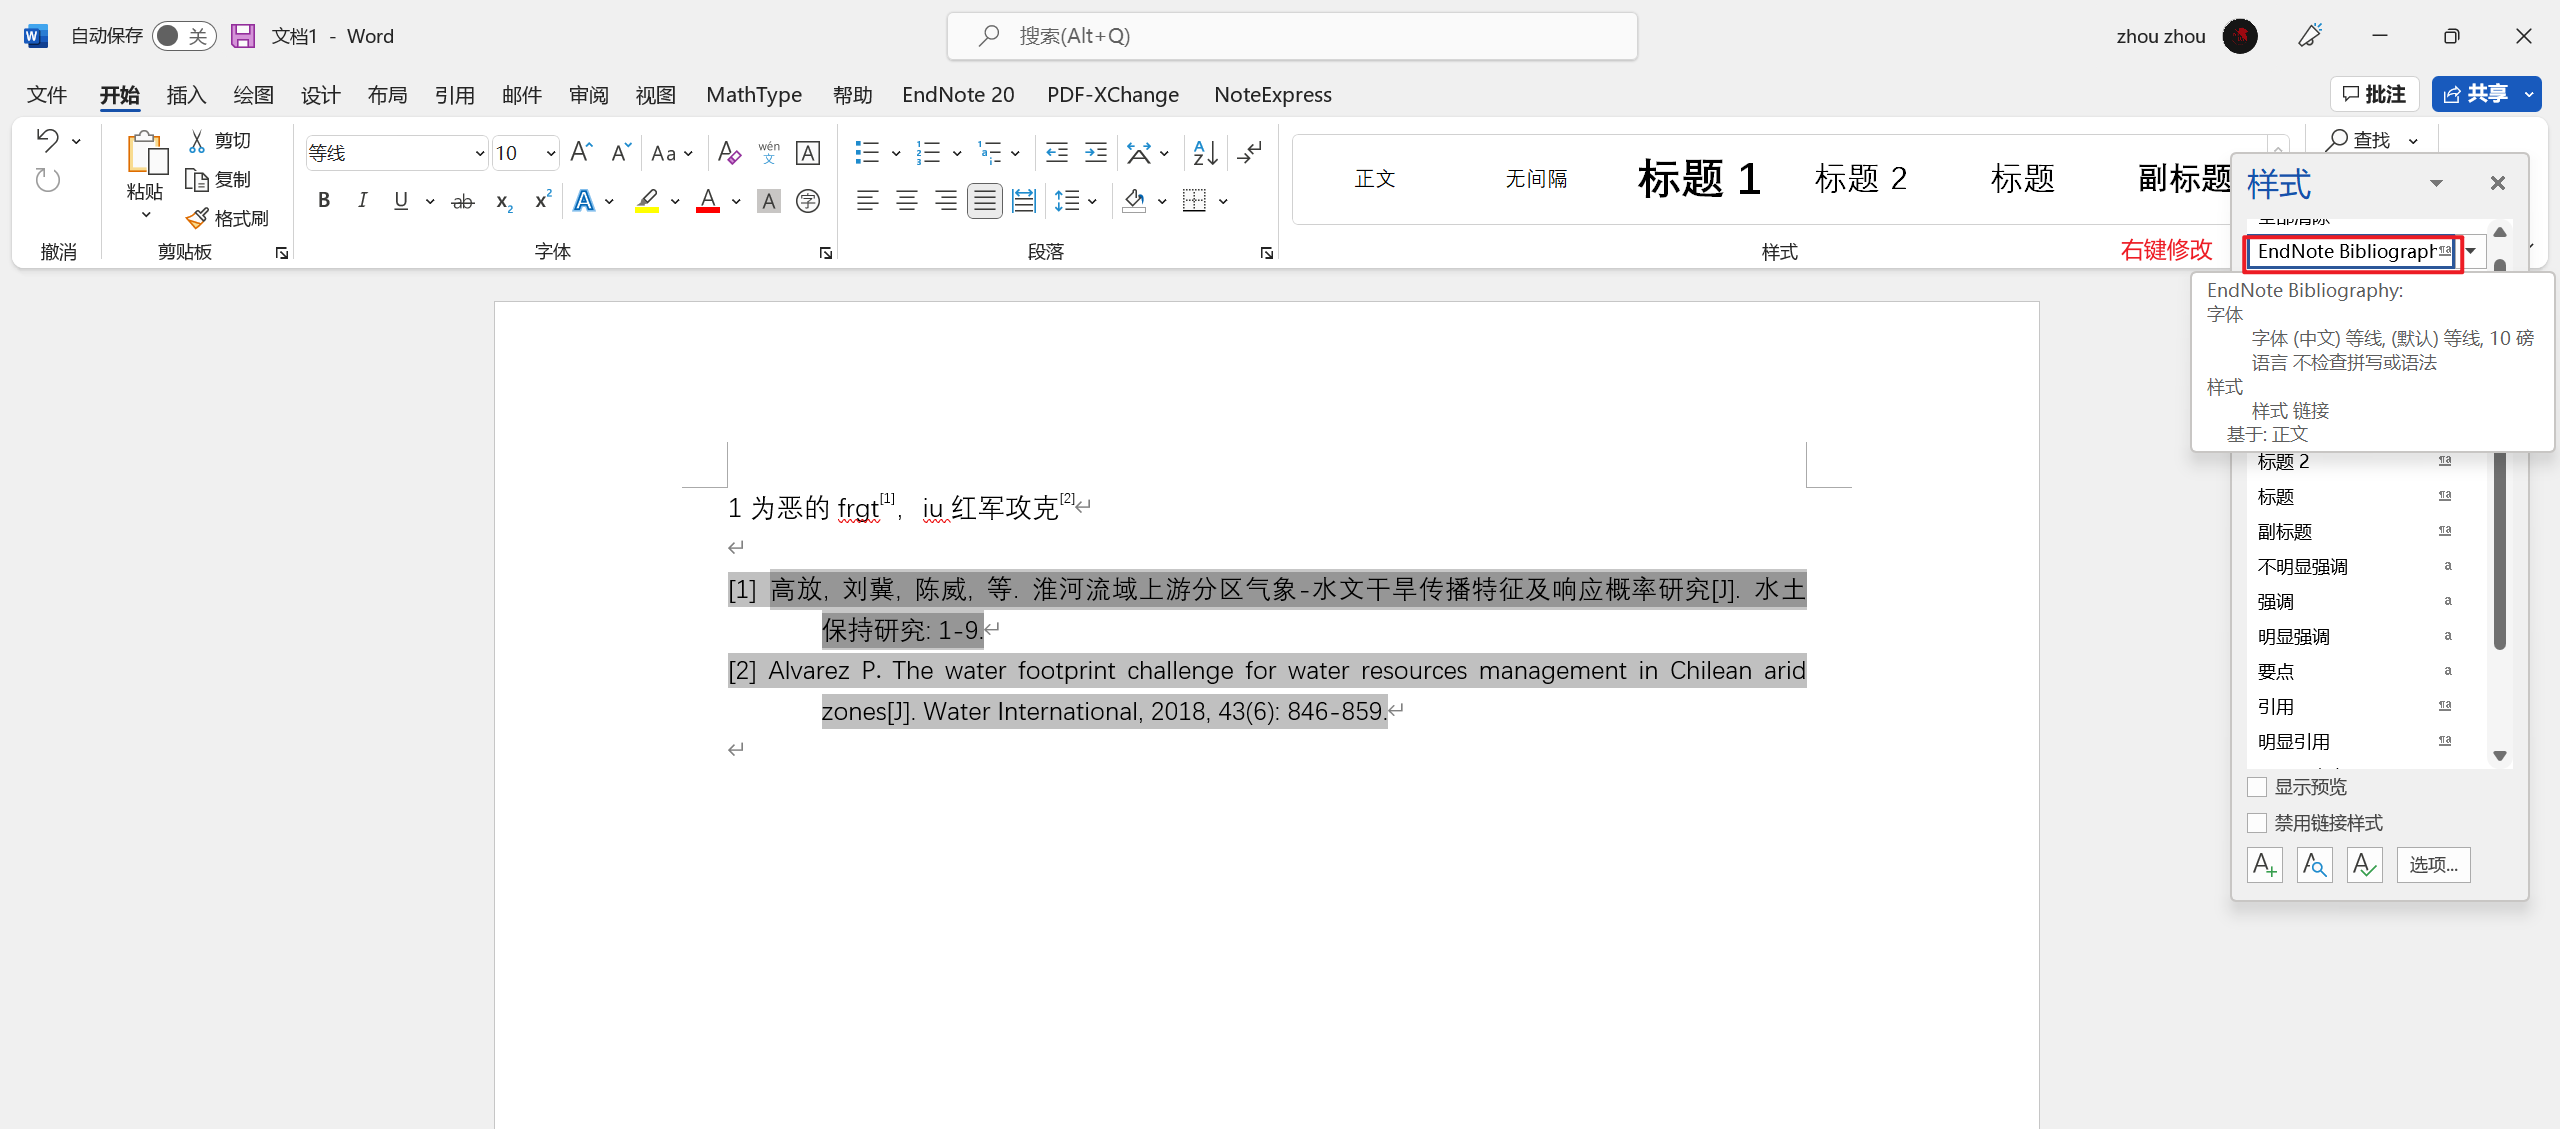 自动保存 关 文档1 - Word 搜索(Alt+Q) zhou zhou
文件 开始 插入 绘图 设计 布局 引用 邮件 审阅 视图 MathType 帮助 EndNote 20 PDF-XChange NoteExpress 批注 共享
撤消
粘贴
剪切
复制
格式刷
剪贴板
等线 10
字体
段落
正文 无间隔 标题 1 标题 2 标题 副标题
样式
查找
右键修改
样式
EndNote Bibliograph
EndNote Bibliography:
字体
字体 (中文) 等线, (默认) 等线, 10 磅
语言 不检查拼写或语法
样式
样式 链接
基于: 正文
标题 2
标题
副标题
不明显强调
强调
明显强调
要点
引用
明显引用
显示预览
禁用链接样式
选项...
1 为恶的 frgt[1]，iu 红军攻克[2]
[1] 高放, 刘冀, 陈威, 等. 淮河流域上游分区气象-水文干旱传播特征及响应概率研究[J]. 水土
保持研究: 1-9.
[2] Alvarez P. The water footprint challenge for water resources management in Chilean arid
zones[J]. Water International, 2018, 43(6): 846-859.